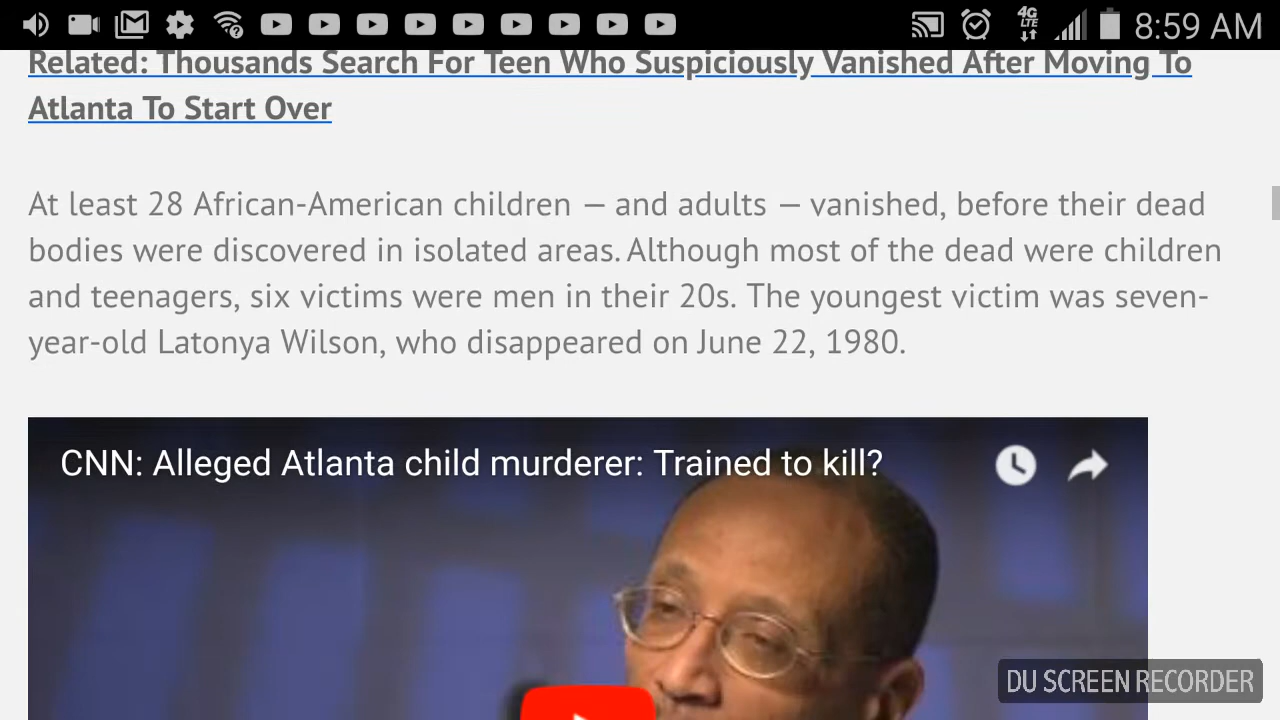 4G
LTE
8:59 AM
Related: Thousands Search For Teen Who Suspiciously Vanished After Moving To
Atlanta To Start Over
At least 28 African-American children — and adults — vanished, before their dead
bodies were discovered in isolated areas. Although most of the dead were children
and teenagers, six victims were men in their 20s. The youngest victim was seven-
year-old Latonya Wilson, who disappeared on June 22, 1980.
CNN: Alleged Atlanta child murderer: Trained to kill?
DU SCREEN RECORDER